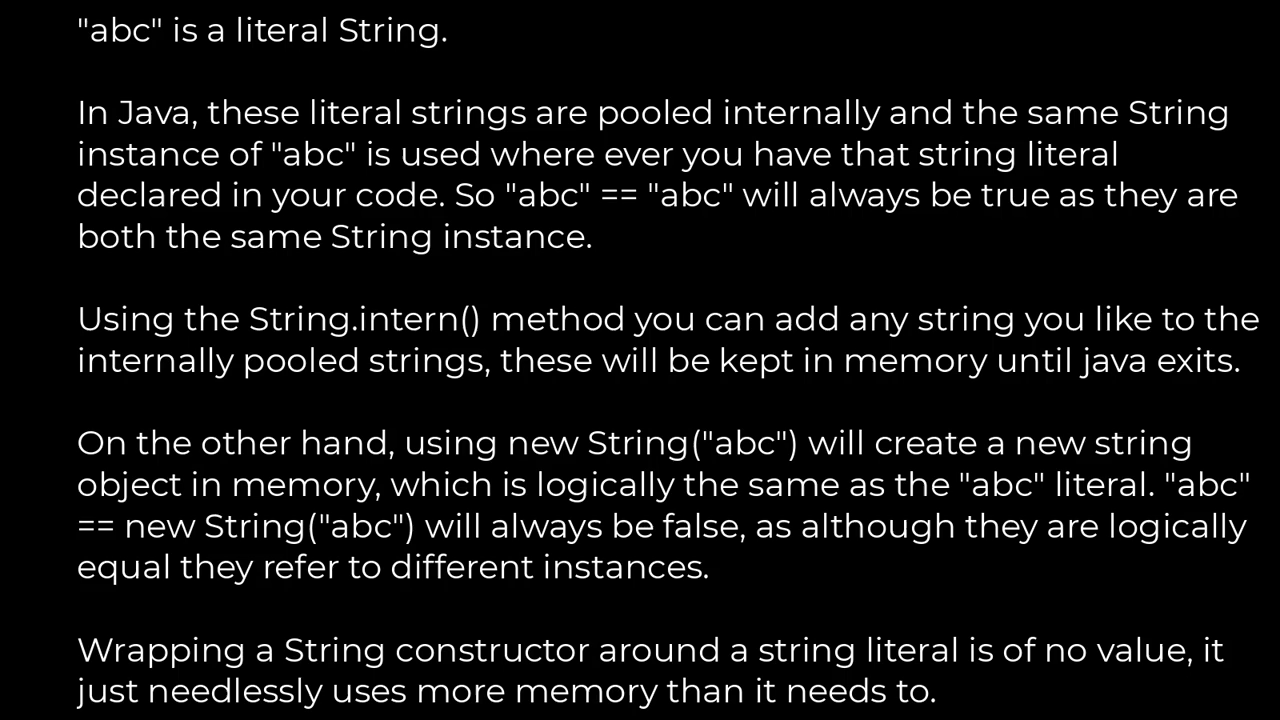 "abc" is a literal String.
In Java, these literal strings are pooled internally and the same String
instance of "abc" is used where ever you have that string literal
declared in your code. So "abc" == "abc" will always be true as they are
both the same String instance.
Using the String.intern() method you can add any string you like to the
internally pooled strings, these will be kept in memory until java exits.
On the other hand, using new String("abc") will create a new string
object in memory, which is logically the same as the "abc" literal. "abc"
== new String("abc") will always be false, as although they are logically
equal they refer to different instances.
Wrapping a String constructor around a string literal is of no value, it
just needlessly uses more memory than it needs to.